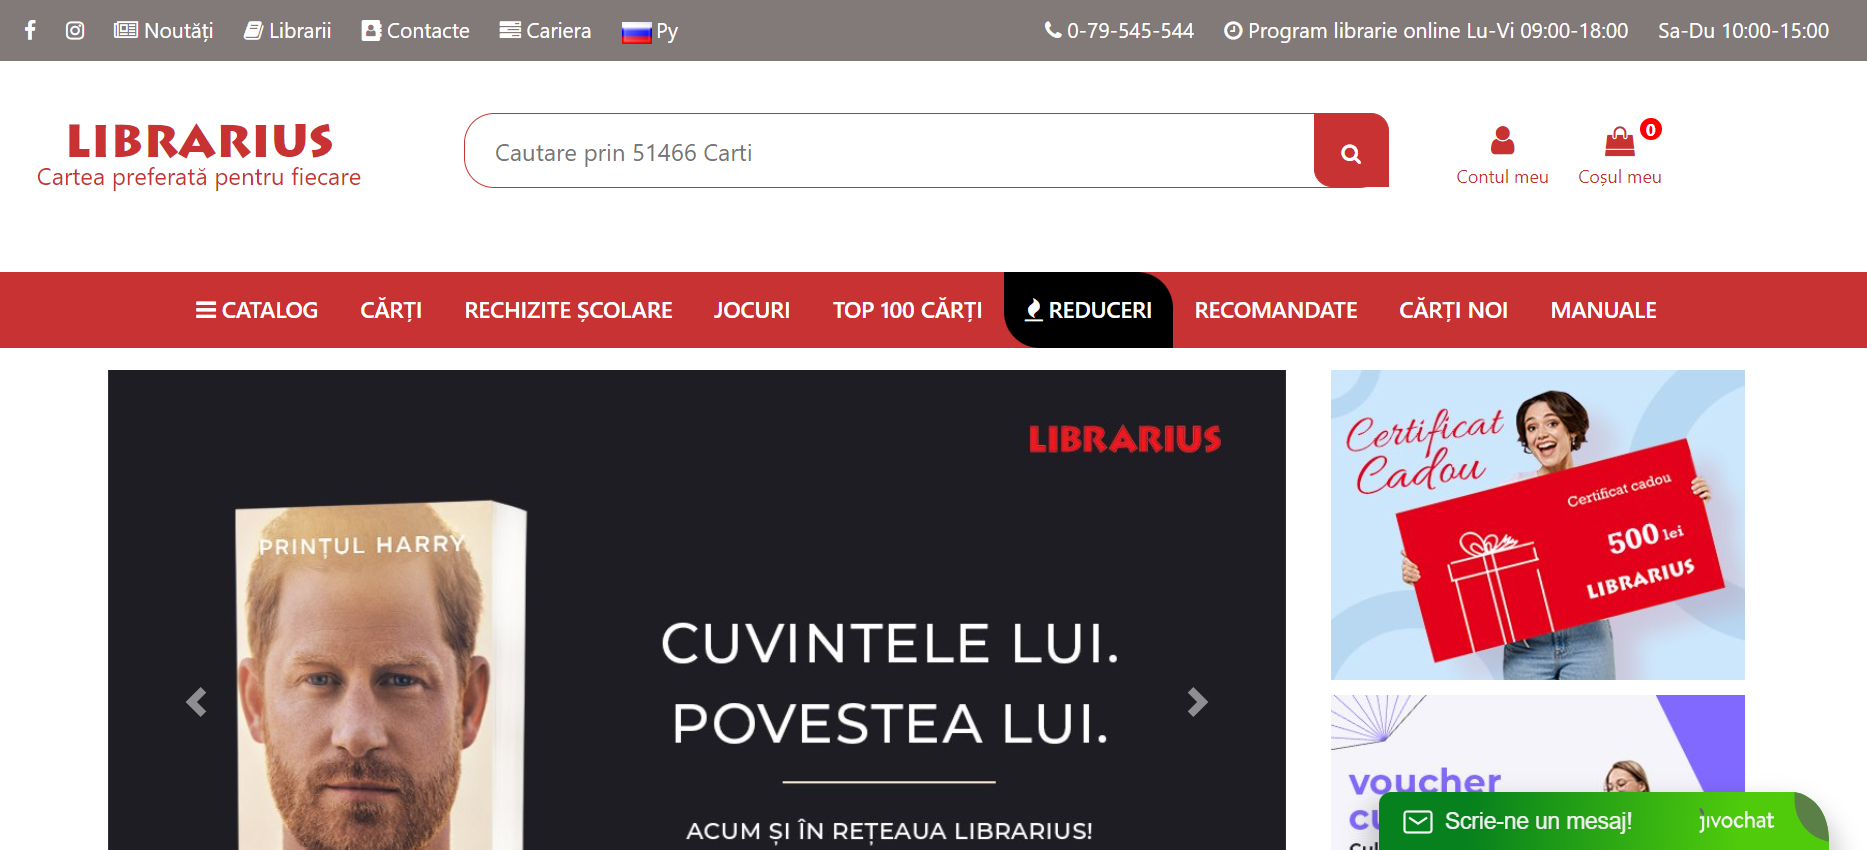 Noutăți Librarii Contacte Cariera Ру 0-79-545-544 Program librarie online Lu-Vi 09:00-18:00 Sa-Du 10:00-15:00
LIBRARIUS
Cartea preferată pentru fiecare
Cautare prin 51466 Carti
0
Contul meu Coșul meu
CATALOG CĂRȚI RECHIZITE ȘCOLARE JOCURI TOP 100 CĂRȚI REDUCERI RECOMANDATE CĂRȚI NOI MANUALE
LIBRARIUS
PRINȚUL HARRY
CUVINTELE LUI.
POVESTEA LUI.
ACUM ȘI ÎN REȚEAUA LIBRARIUS!
Certificat
Cadou
Certificat cadou
500 lei
LIBRARIUS
voucher
Scrie-ne un mesaj! jivochat